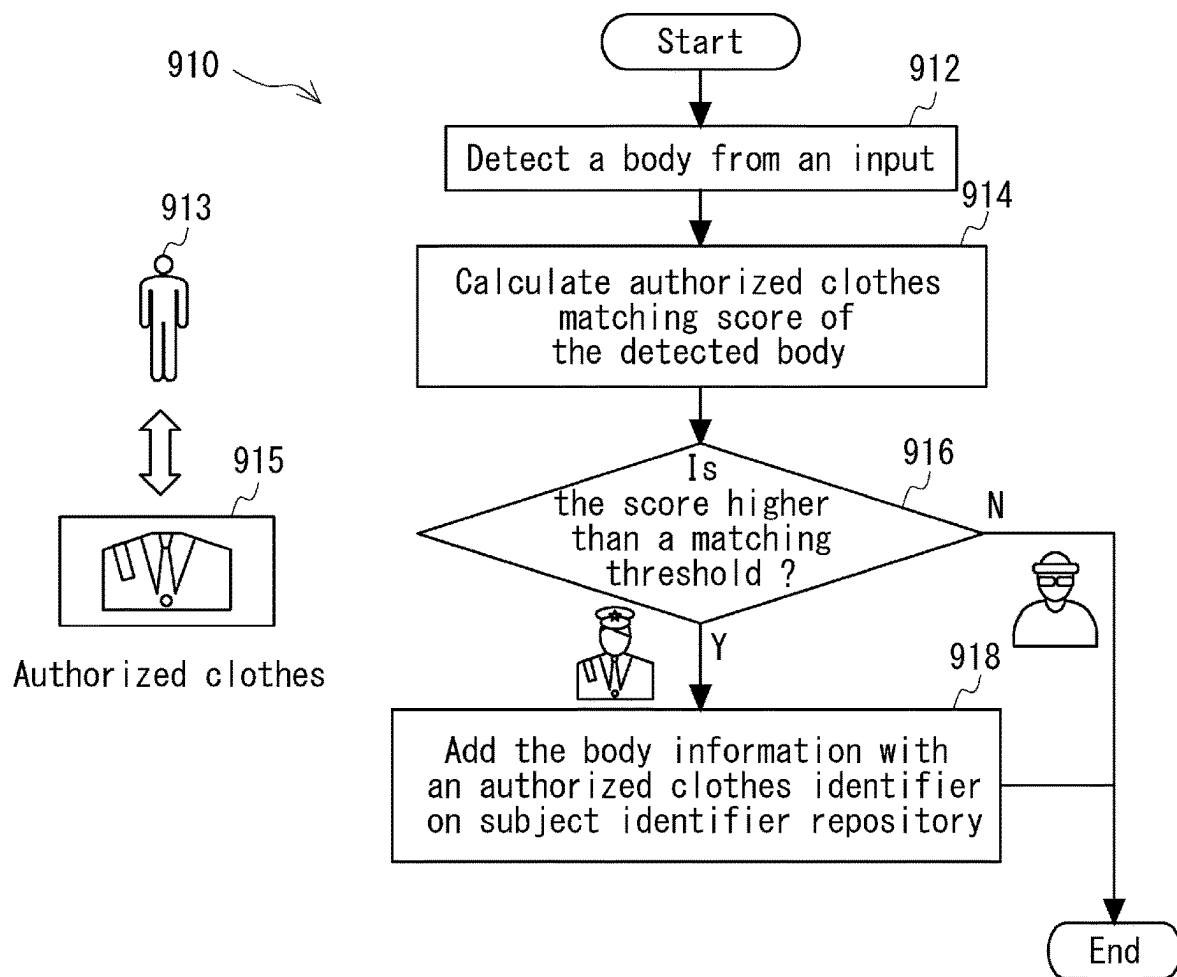 Start
910
912
Detect a body from an input
913
914
Calculate authorized clothes
matching score of
the detected body
915
916
Is
the score higher
than a matching
threshold ?
N
Y
Authorized clothes
918
Add the body information with
an authorized clothes identifier
on subject identifier repository
End